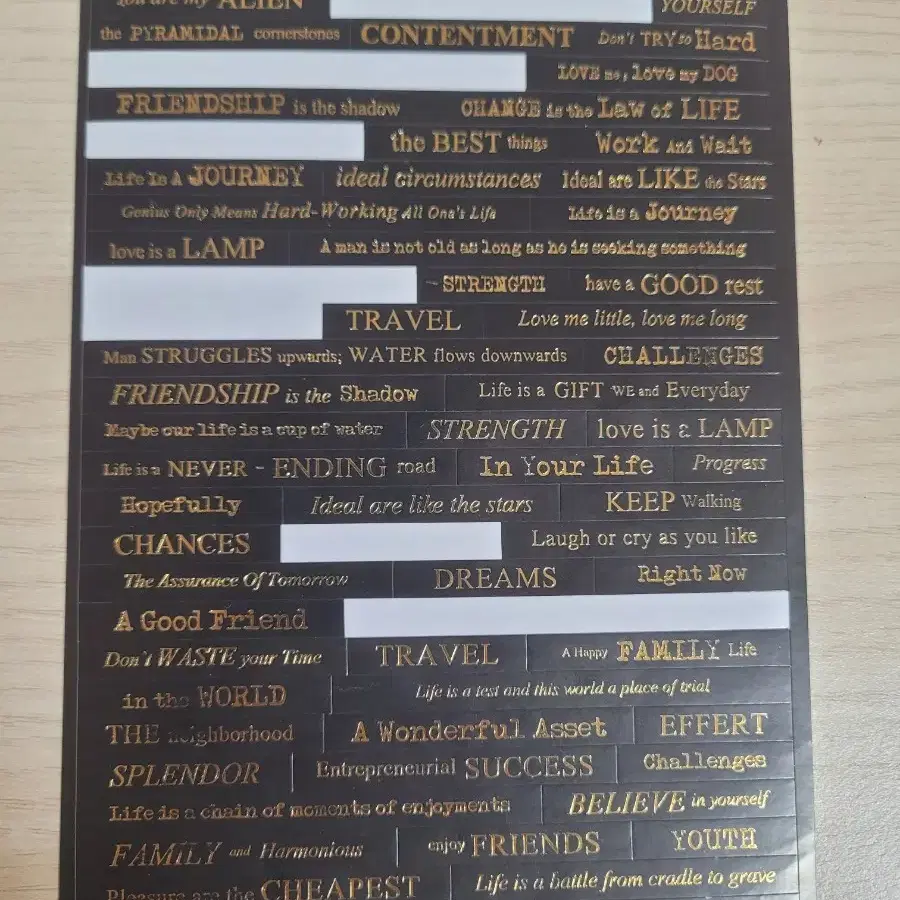 You are my ALIEN YOURSELF
the PYRAMIDAL cornerstones CONTENTMENT Don't TRY so Hard
LOVE me, love my DOG
FRIENDSHIP is the shadow CHANGE is the Law of LIFE
the BEST things Work And Wait
Life Is A JOURNEY ideal circumstances Ideal are LIKE the Stars
Genius Only Means Hard-Working All One's Life Life is a Journey
love is a LAMP A man is not old as long as he is seeking something
- STRENGTH have a GOOD rest
TRAVEL Love me little, love me long
Man STRUGGLES upwards; WATER flows downwards CHALLENGES
FRIENDSHIP is the Shadow Life is a GIFT WE and Everyday
Maybe our life is a cup of water STRENGTH love is a LAMP
Life is a NEVER - ENDING road In Your Life Progress
Hopefully Ideal are like the stars KEEP Walking
CHANCES Laugh or cry as you like
The Assurance Of Tomorrow DREAMS Right Now
A Good Friend
Don't WASTE your Time TRAVEL A Happy FAMILY Life
in the WORLD Life is a test and this world a place of trial
THE neighborhood A Wonderful Asset EFFERT
SPLENDOR Entrepreneurial SUCCESS Challenges
Life is a chain of moments of enjoyments BELIEVE in yourself
FAMILY and Harmonious enjoy FRIENDS YOUTH
Pleasure are the CHEAPEST Life is a battle from cradle to grave